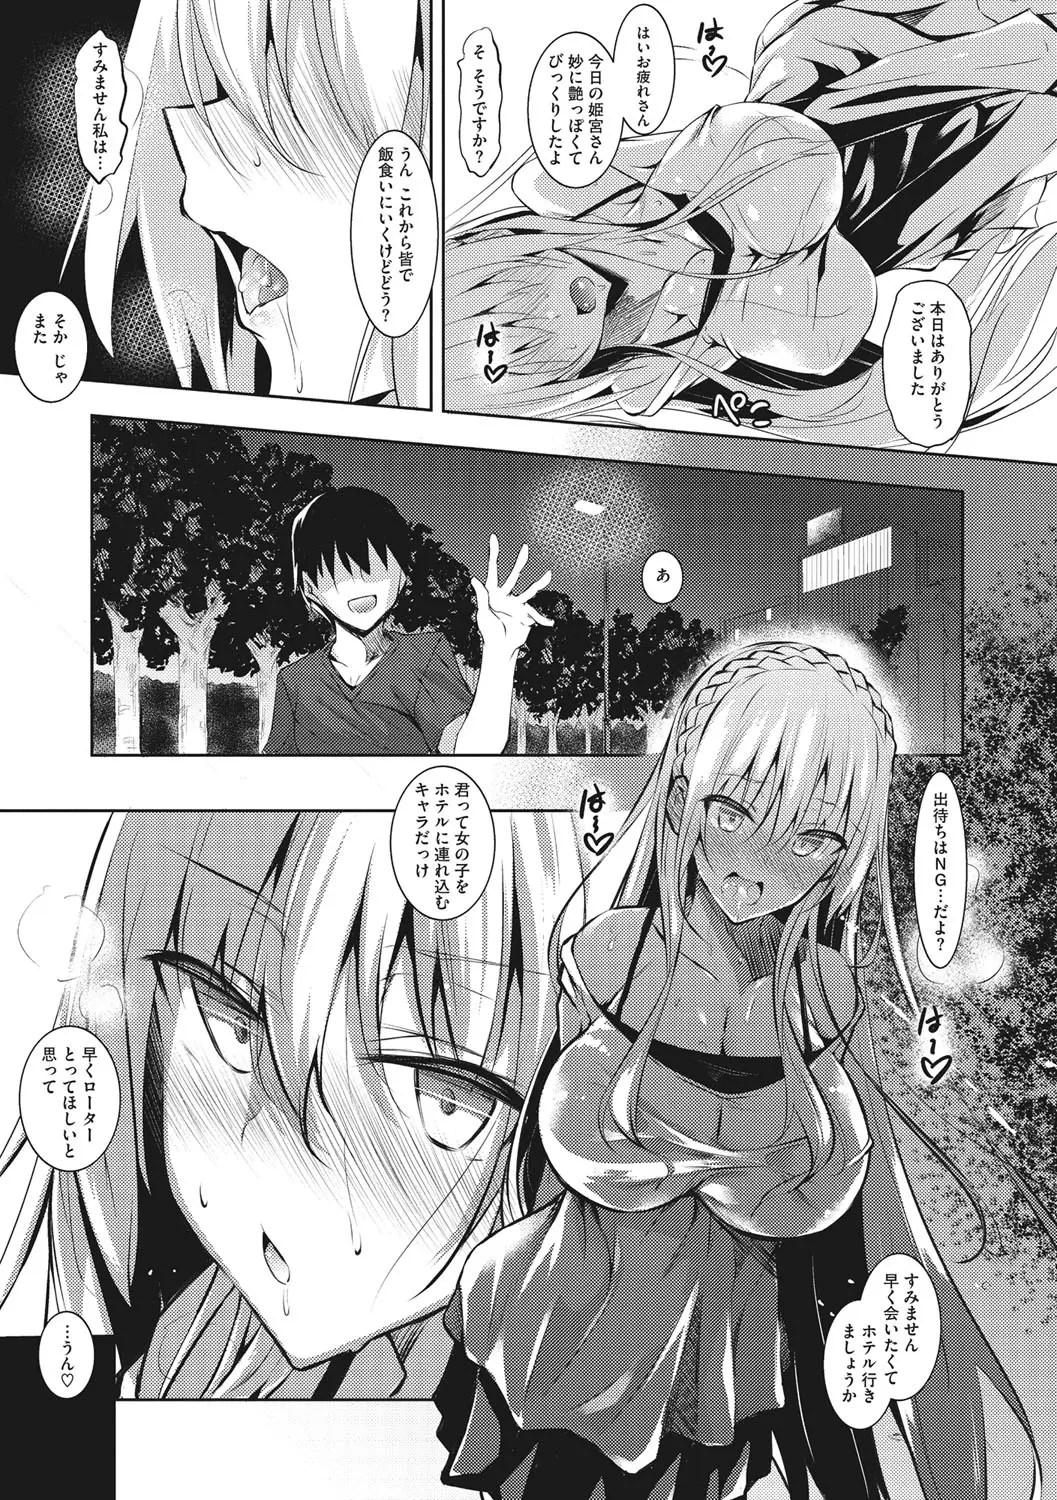 本日はありがとう
ございました
はいお疲れさん
今日の姫宮さん
妙に艶っぽくて
びっくりしたよ
は〜♡
は〜♡
ペこ
そ そうですか?
うん これから皆で
飯食いにいくけどどう?
すみません私は…
そか じゃ
また
あ
出待ちはNG…だよ?
は〜♡
は〜♡
すみません
早く会いたくて
ホテル行き
ましょうか
君って女の子を
ホテルに連れ込む
キャラだっけ
早くローター
とってほしいと
思って
…うん♡